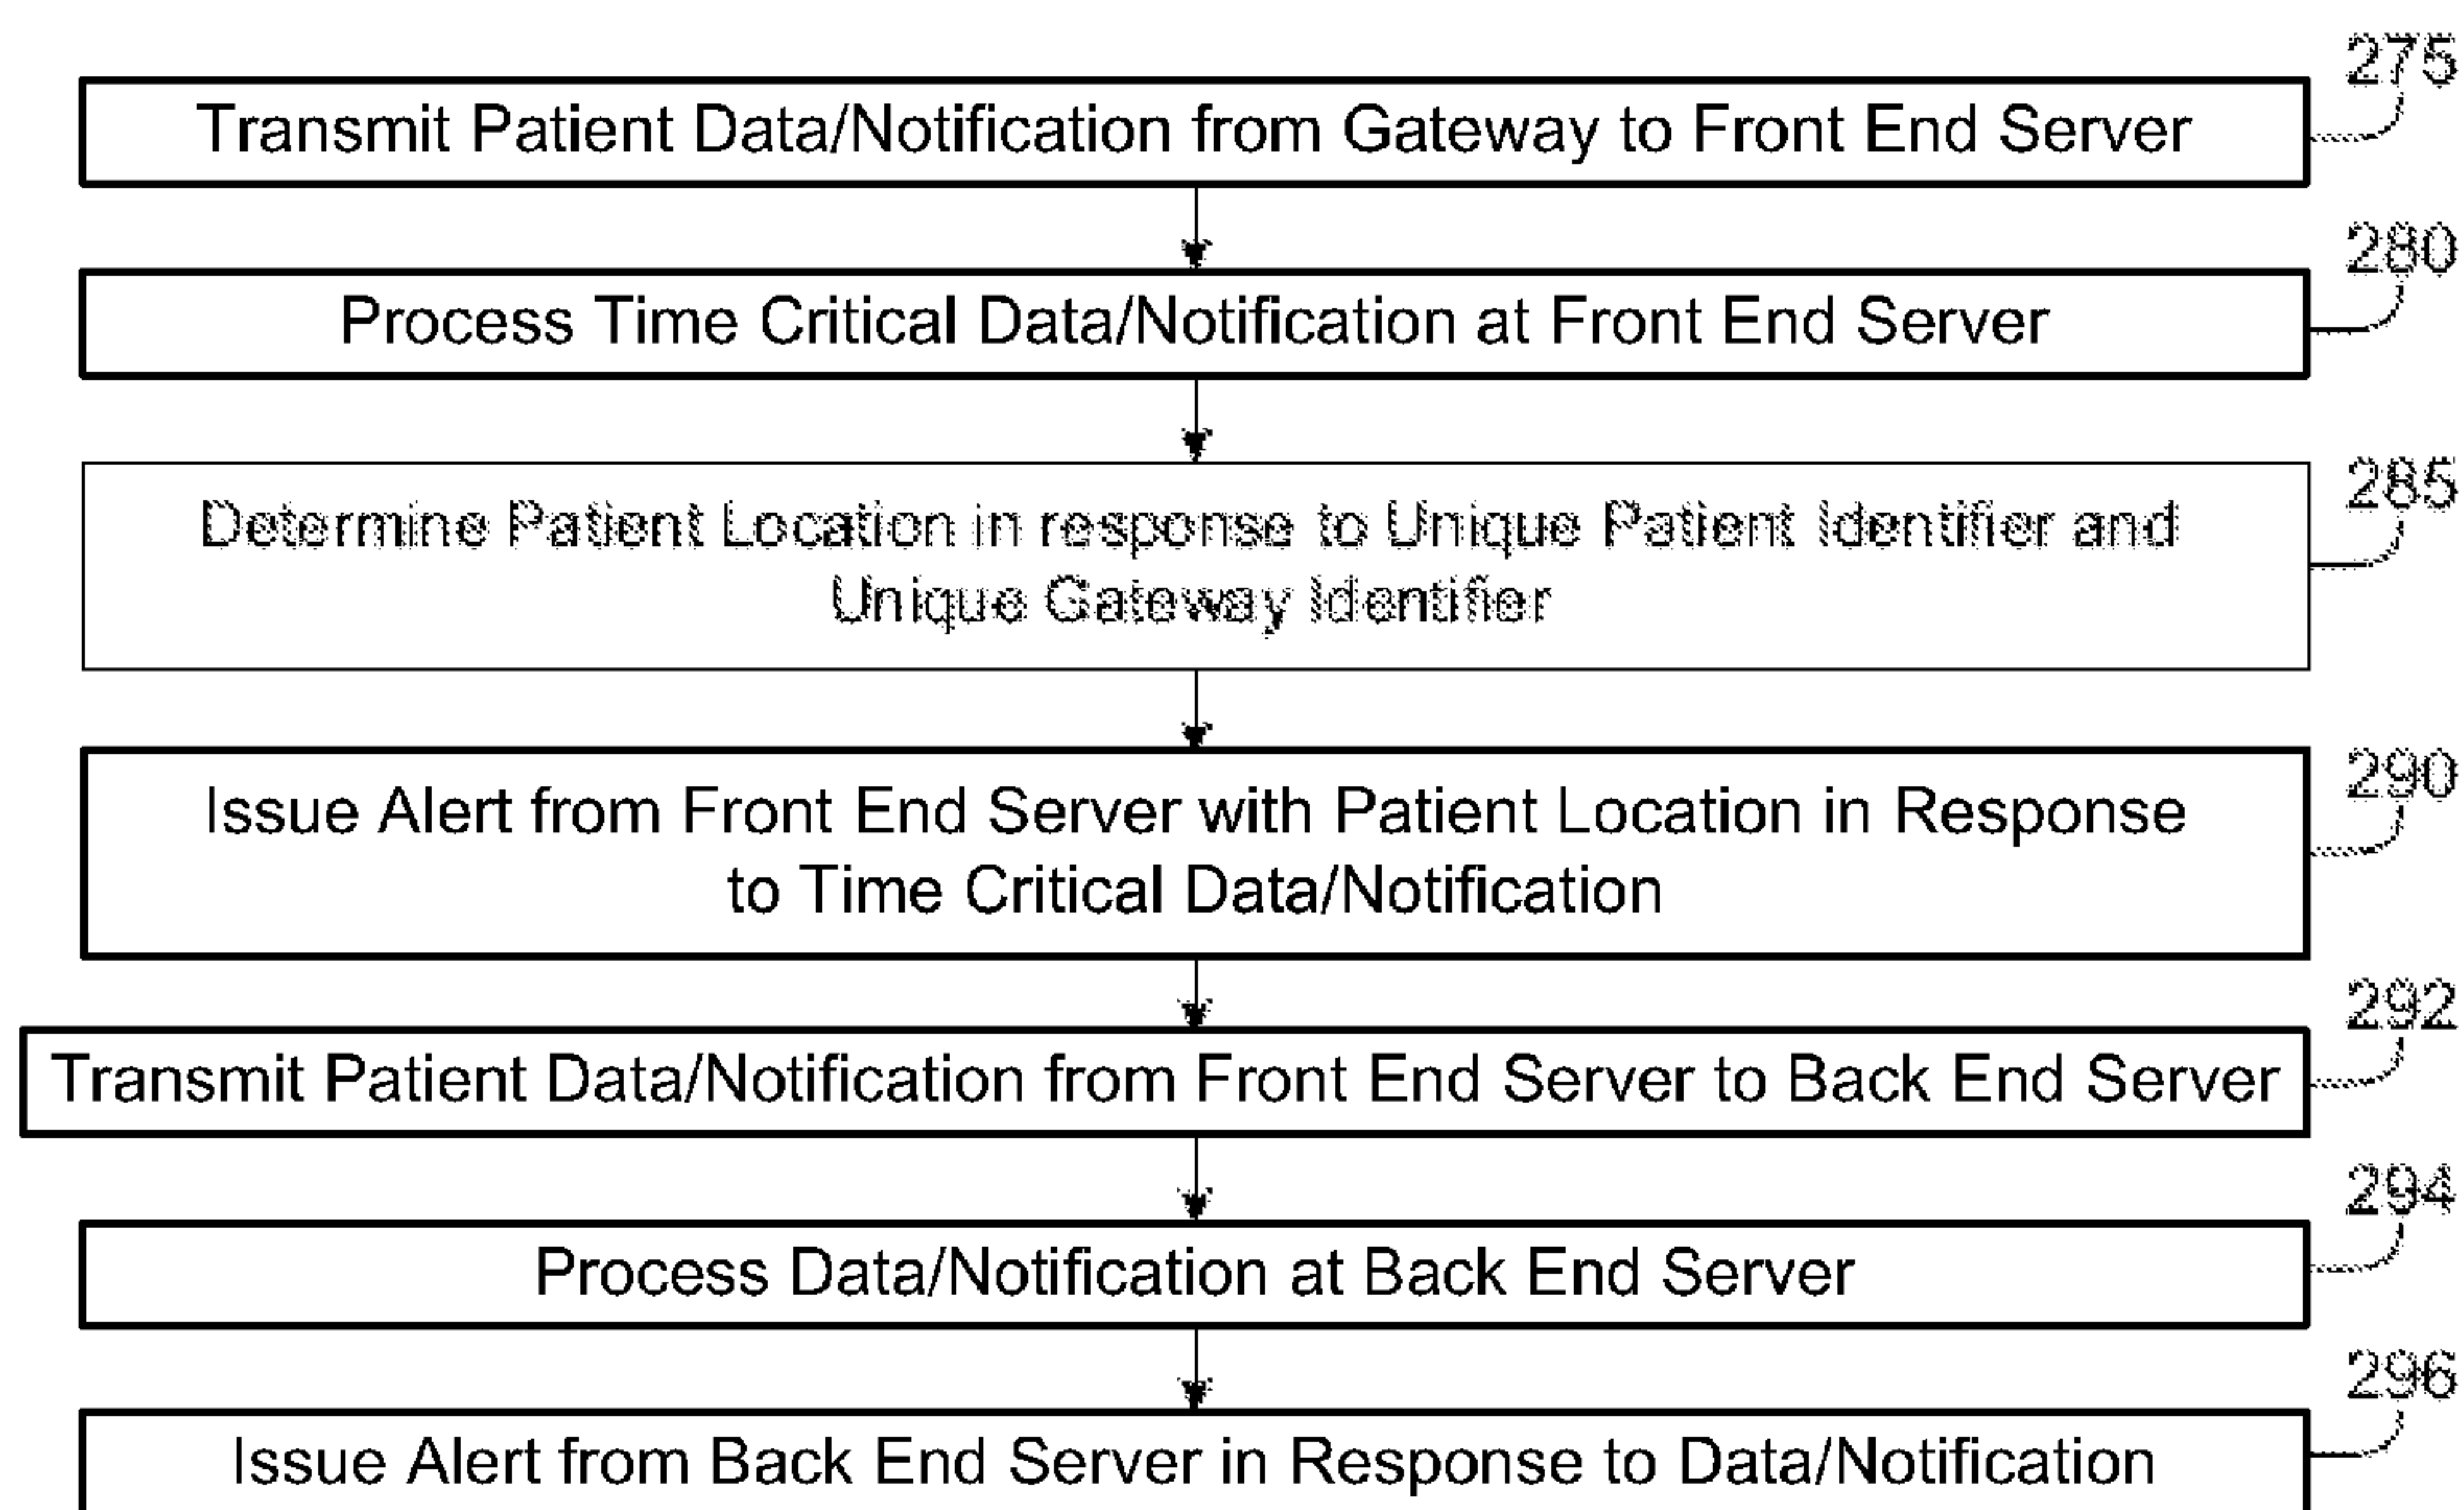 275
Transmit Patient Data/Notification from Gateway to Front End Server
280
Process Time Critical Data/Notification at Front End Server
285
Determine Patient Location in response to Unique Patient Identifier and
Unique Gateway Identifier
290
Issue Alert from Front End Server with Patient Location in Response
to Time Critical Data/Notification
292
Transmit Patient Data/Notification from Front End Server to Back End Server
294
Process Data/Notification at Back End Server
296
Issue Alert from Back End Server in Response to Data/Notification